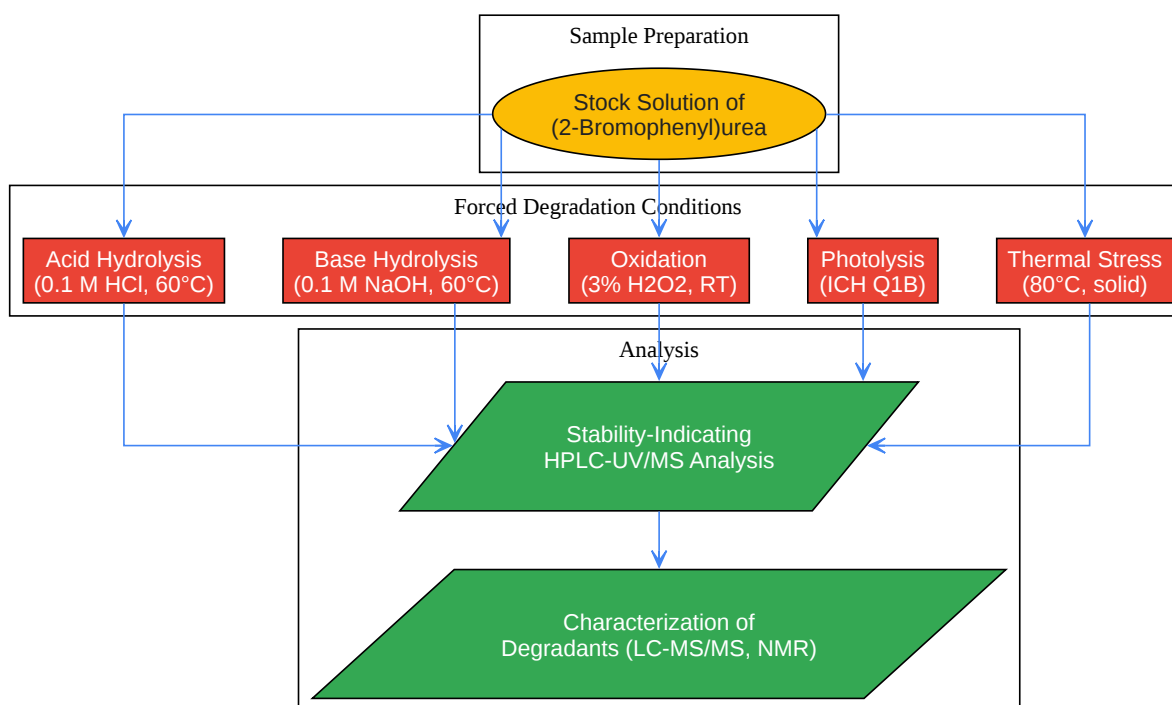 Sample Preparation
Stock Solution of
(2-Bromophenyl)urea
Forced Degradation Conditions
Acid Hydrolysis
(0.1 M HCl, 60°C)
Base Hydrolysis
(0.1 M NaOH, 60°C)
Oxidation
(3% H2O2, RT)
Photolysis
(ICH Q1B)
Thermal Stress
(80°C, solid)
Analysis
Stability-Indicating
HPLC-UV/MS Analysis
Characterization of
Degradants (LC-MS/MS, NMR)